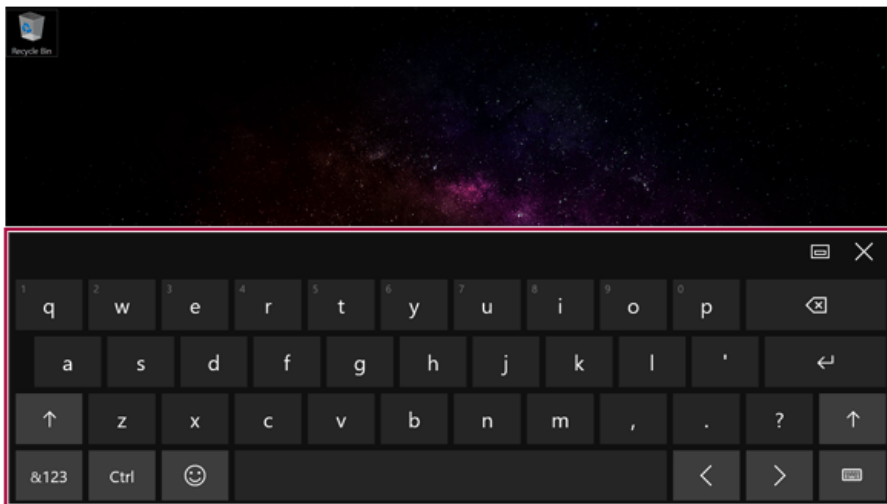 Recycle Bin
1 q 2 w 3 e 4 r 5 t 6 y 7 u 8 i 9 o 0 p
a s d f g h j k l '
z x c v b n m , . ?
&123 Ctrl